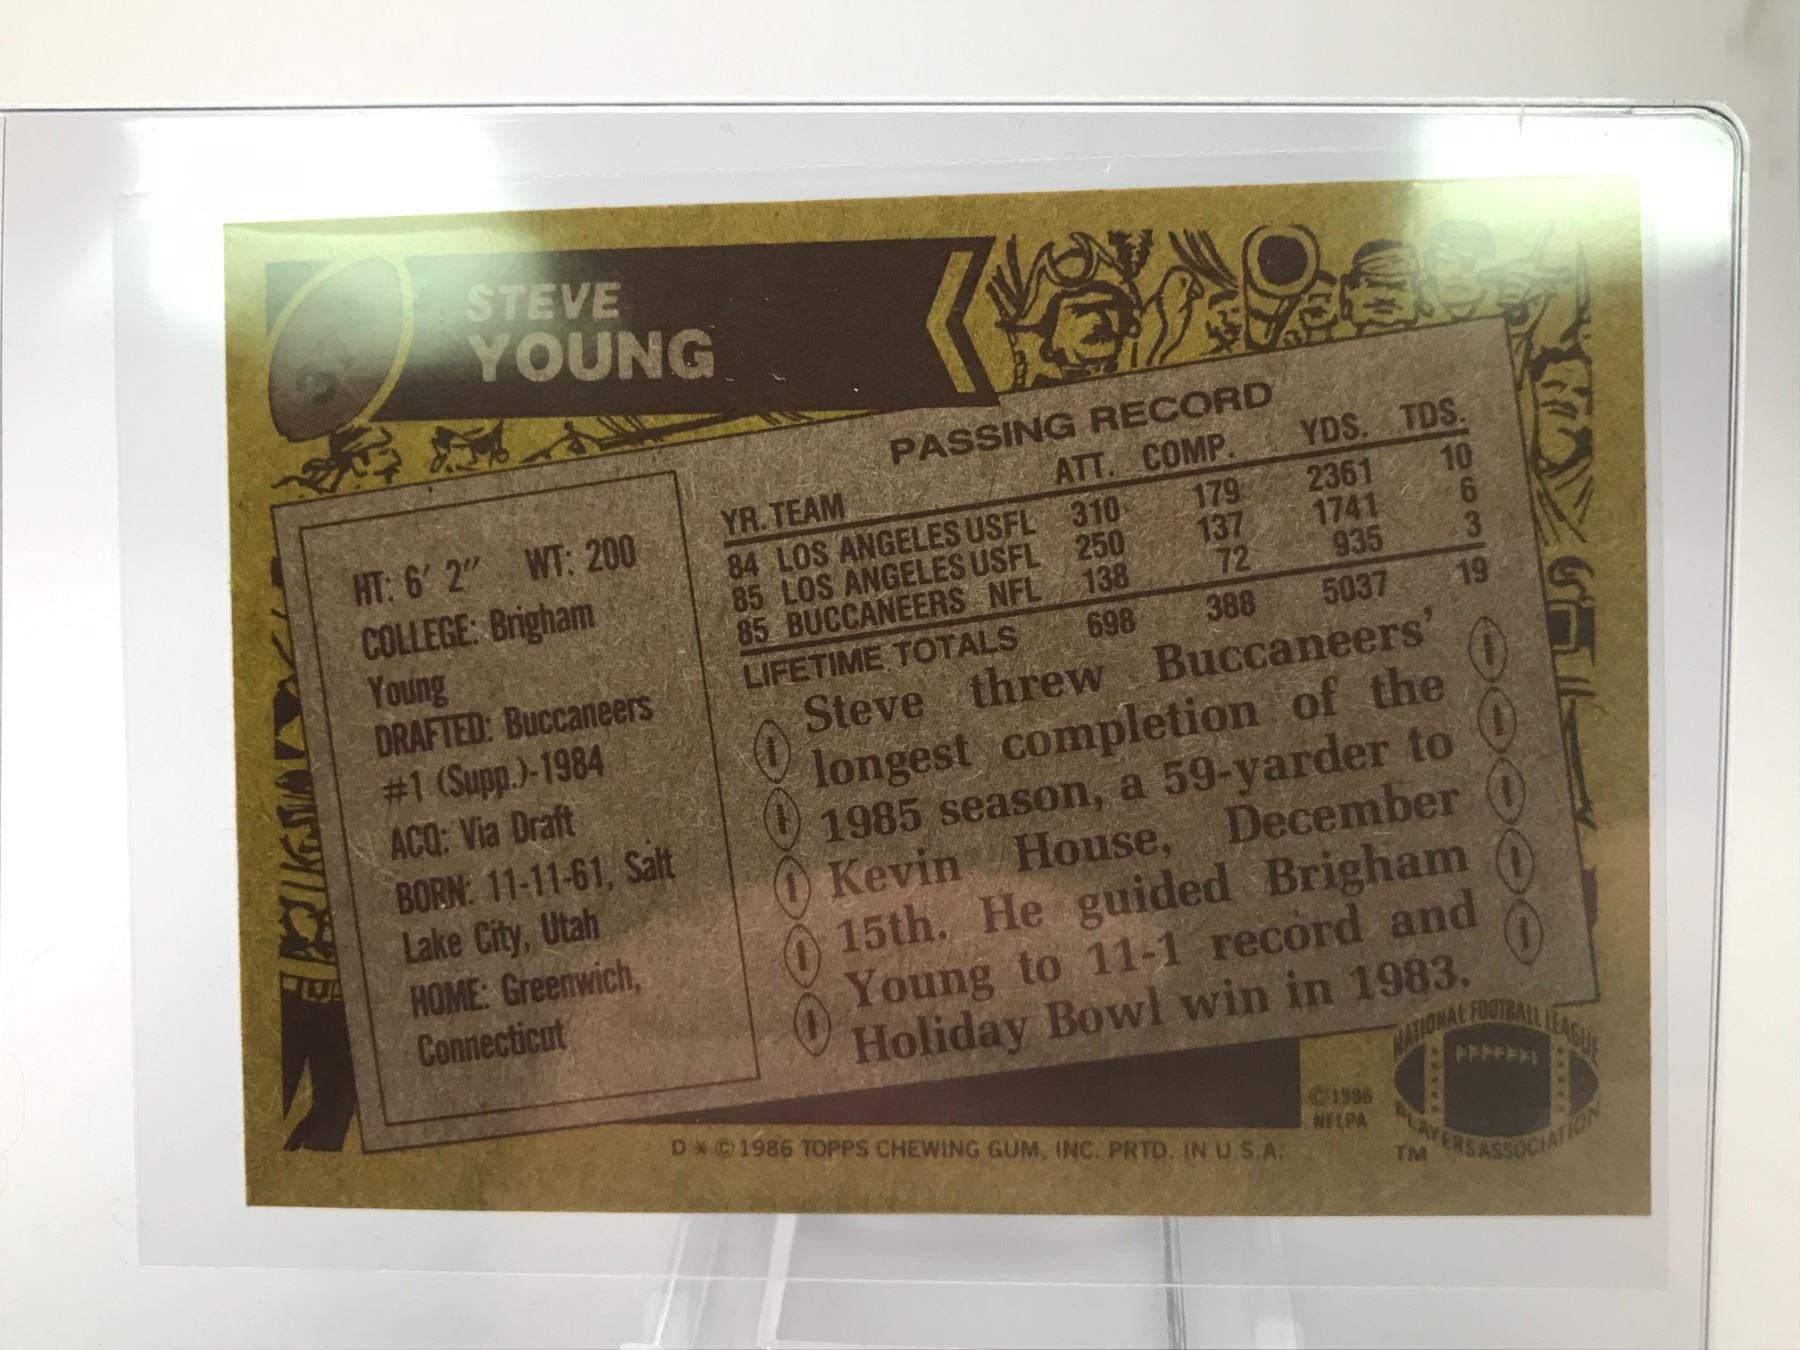 STEVE
YOUNG
HT: 6' 2" WT: 200
COLLEGE: Brigham
Young
DRAFTED: Buccaneers
#1 (Supp.)-1984
ACQ: Via Draft
BORN: 11-11-61, Salt
Lake City, Utah
HOME: Greenwich,
Connecticut
PASSING RECORD
YR. TEAM ATT. COMP. YDS. TDS.
84 LOS ANGELES USFL 310 179 2361 10
85 LOS ANGELES USFL 250 137 1741 6
85 BUCCANEERS NFL 138 72 935 3
LIFETIME TOTALS 698 388 5037 19
Steve threw Buccaneers'
longest completion of the
1985 season, a 59-yarder to
Kevin House, December
15th. He guided Brigham
Young to 11-1 record and
Holiday Bowl win in 1983.
©1986
NFLPA
NATIONAL FOOTBALL LEAGUE
PLAYERS ASSOCIATION
TM
D * © 1986 TOPPS CHEWING GUM, INC. PRTD. IN U.S.A.